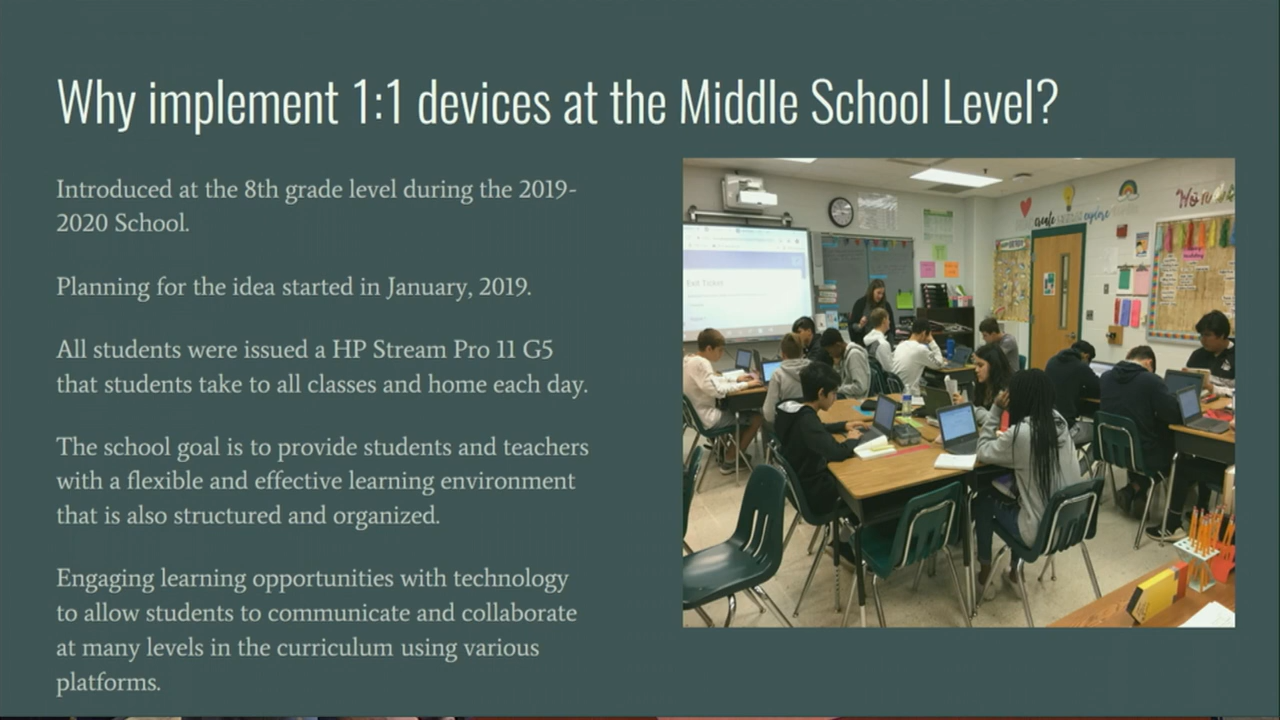 Why implement 1:1 devices at the Middle School Level?
Introduced at the 8th grade level during the 2019-
2020 School.
Planning for the idea started in January, 2019.
All students were issued a HP Stream Pro 11 G5
that students take to all classes and home each day.
The school goal is to provide students and teachers
with a flexible and effective learning environment
that is also structured and organized.
Engaging learning opportunities with technology
to allow students to communicate and collaborate
at many levels in the curriculum using various
platforms.
Exit Ticket
create
explore